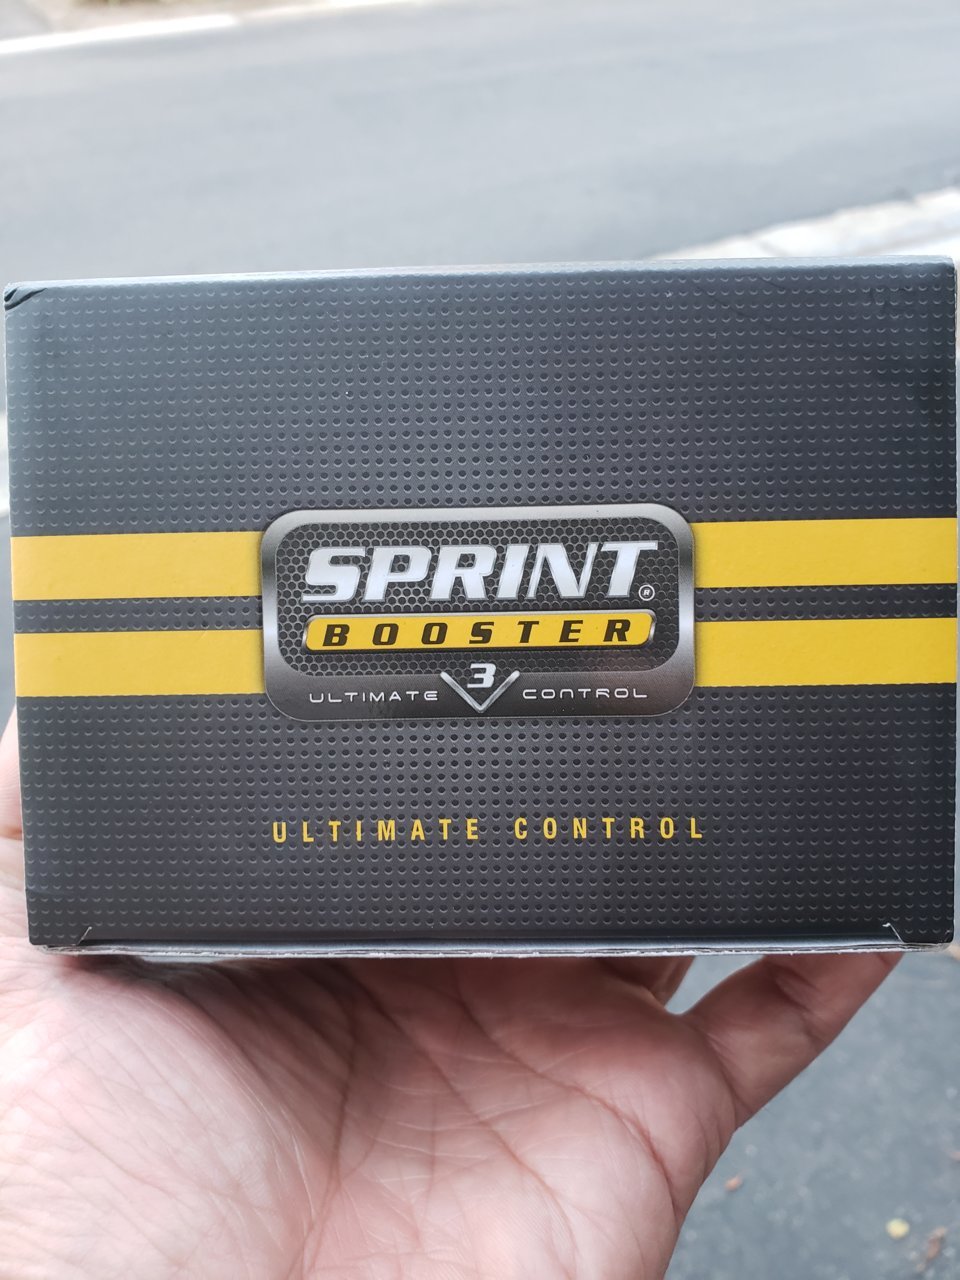 SPRINT®
BOOSTER
3
ULTIMATE V CONTROL
ULTIMATE CONTROL